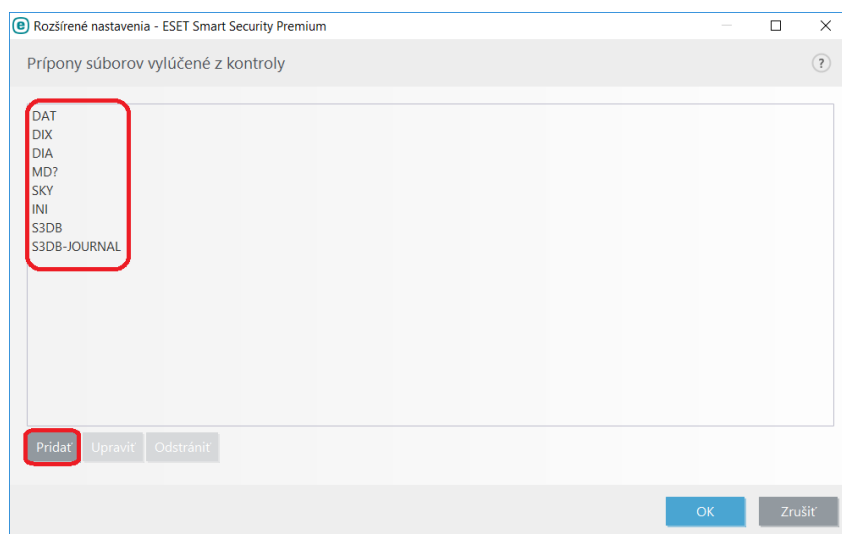 Rozšírené nastavenia - ESET Smart Security Premium
Prípony súborov vylúčené z kontroly
?
DAT
DIX
DIA
MD?
SKY
INI
S3DB
S3DB-JOURNAL
Pridať Upraviť Odstrániť
OK Zrušiť